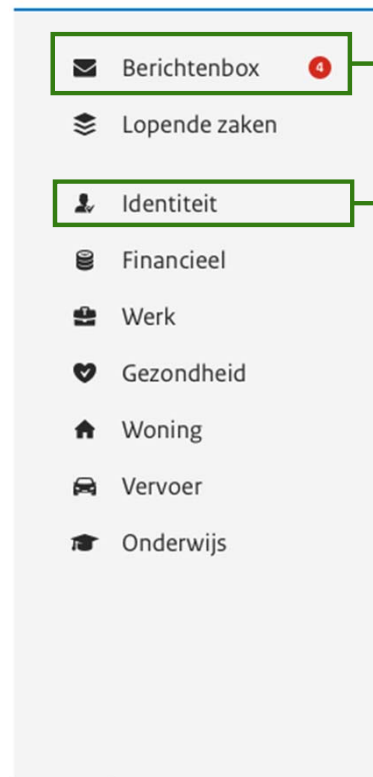 Berichtenbox 4
Lopende zaken
Identiteit
Financieel
Werk
Gezondheid
Woning
Vervoer
Onderwijs